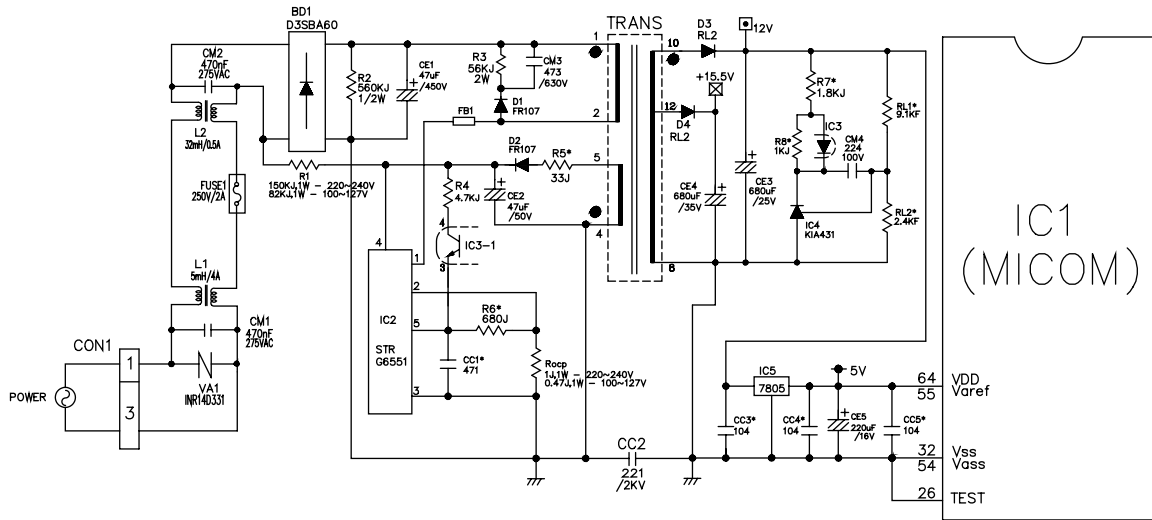 BD1
D3SBA60
CM2
470nF
275VAC
L2
32mH/0.5A
FUSE1
250V/2A
L1
5mH/4A
CM1
470nF
275VAC
CON1
1
3
POWER
VA1
INR14D331
R2
560KJ
1/2W
CE1
47uF
/450V
R3
56KJ
2W
CM3
473
/630V
D1
FR107
FB1
R1
150KJ,1W - 220~240V
82KJ,1W - 100~127V
D2
FR107
R5*
33J
R4
4.7KJ
CE2
47uF
/50V
4
IC3-1
3
4
1
2
5
3
IC2
STR
G6551
R6*
680J
CC1*
471
Rocp
1J,1W - 220~240V
0.47J,1W - 100~127V
TRANS
1
2
5
4
10
12
8
D3
RL2
12V
+15.5V
D4
RL2
CE4
680uF
/35V
CE3
680uF
/25V
R7*
1.8KJ
R8*
1KJ
IC3
CM4
224
100V
IC4
KIA431
RL1*
9.1KF
RL2*
2.4KF
CC2
221
/2KV
IC5
7805
5V
CC3*
104
CC4*
104
CE5
220uF
/16V
CC5*
104
IC1
(MICOM)
64 VDD
55 Varef
32 Vss
54 Vass
26 TEST